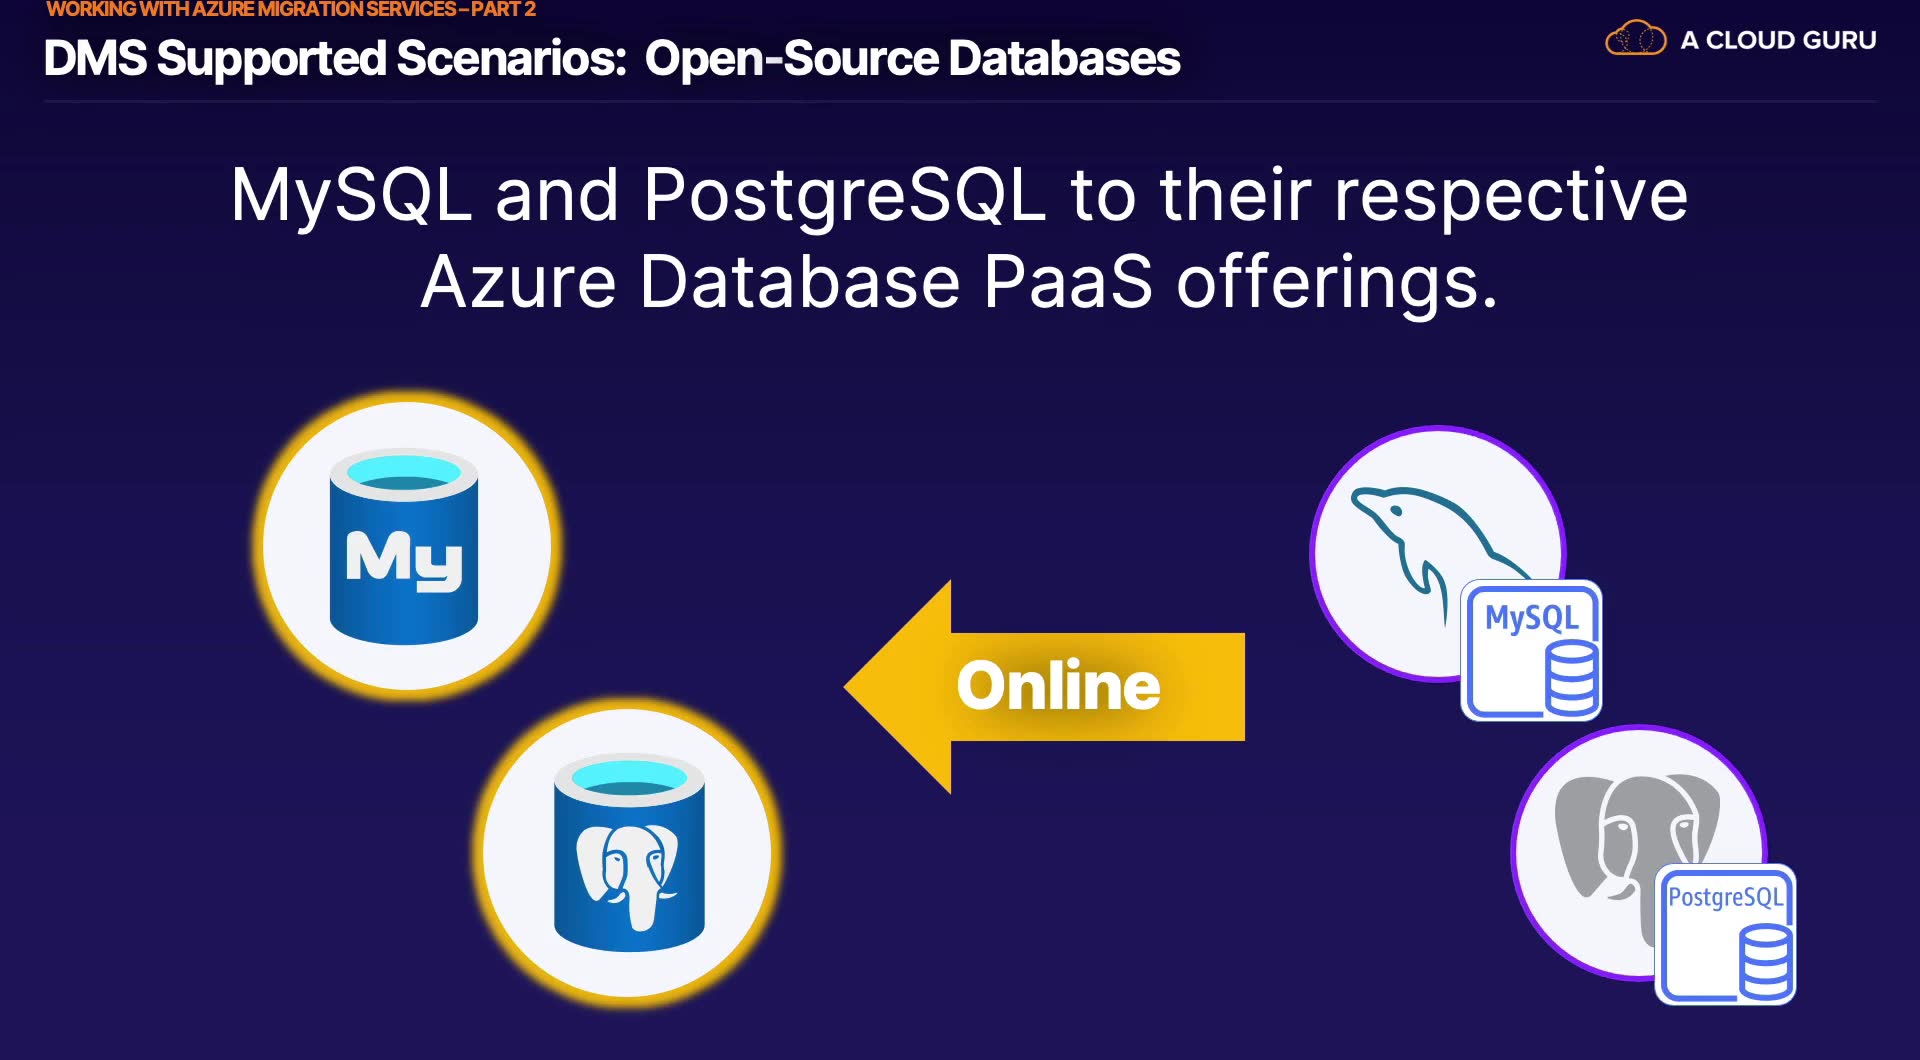 WORKING WITH AZURE MIGRATION SERVICES – PART 2
DMS Supported Scenarios: Open-Source Databases
A CLOUD GURU
MySQL and PostgreSQL to their respective
Azure Database PaaS offerings.
My
Online
MySQL
PostgreSQL